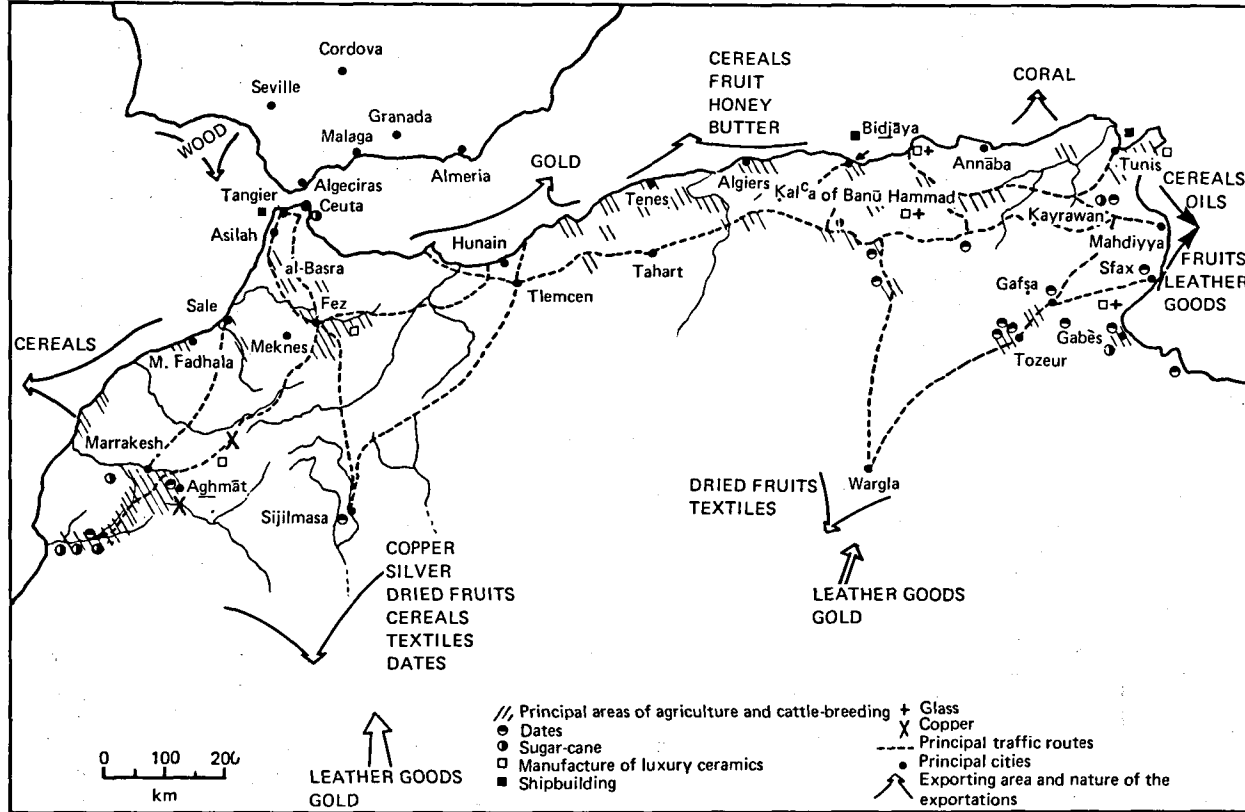 Cordova
Seville
Granada
Malaga
Almeria
WOOD
Algeciras
Tangier
Ceuta
Asilah
GOLD
CEREALS
FRUIT
HONEY
BUTTER
CORAL
Bidjāya
Annāba
Tunis
Algiers
Tenes
Kalᶜa of Banū Hammad
Kayrawan
Mahdiyya
CEREALS
OILS
Hunain
Tahart
Tlemcen
al-Basra
Fez
Sale
Meknes
M. Fadhala
CEREALS
Sfax
Gafṣa
Gabès
Tozeur
FRUITS
LEATHER
GOODS
Marrakesh
Aghmāt
Sijilmasa
Wargla
DRIED FRUITS
TEXTILES
LEATHER GOODS
GOLD
COPPER
SILVER
DRIED FRUITS
CEREALS
TEXTILES
DATES
LEATHER GOODS
GOLD
0 100 200
km
Principal areas of agriculture and cattle-breeding
Dates
Sugar-cane
Manufacture of luxury ceramics
Shipbuilding
Glass
Copper
Principal traffic routes
Principal cities
Exporting area and nature of the
exportations